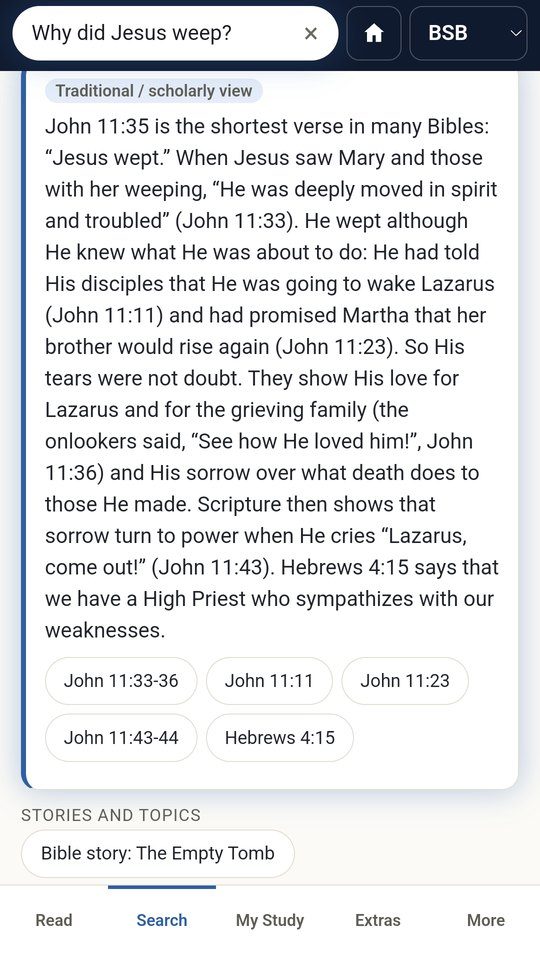 Why did Jesus weep? ×
BSB
Traditional / scholarly view
John 11:35 is the shortest verse in many Bibles:
“Jesus wept.” When Jesus saw Mary and those
with her weeping, “He was deeply moved in spirit
and troubled” (John 11:33). He wept although
He knew what He was about to do: He had told
His disciples that He was going to wake Lazarus
(John 11:11) and had promised Martha that her
brother would rise again (John 11:23). So His
tears were not doubt. They show His love for
Lazarus and for the grieving family (the
onlookers said, “See how He loved him!”, John
11:36) and His sorrow over what death does to
those He made. Scripture then shows that
sorrow turn to power when He cries “Lazarus,
come out!” (John 11:43). Hebrews 4:15 says that
we have a High Priest who sympathizes with our
weaknesses.
John 11:33-36 John 11:11 John 11:23
John 11:43-44 Hebrews 4:15
STORIES AND TOPICS
Bible story: The Empty Tomb
Read Search My Study Extras More